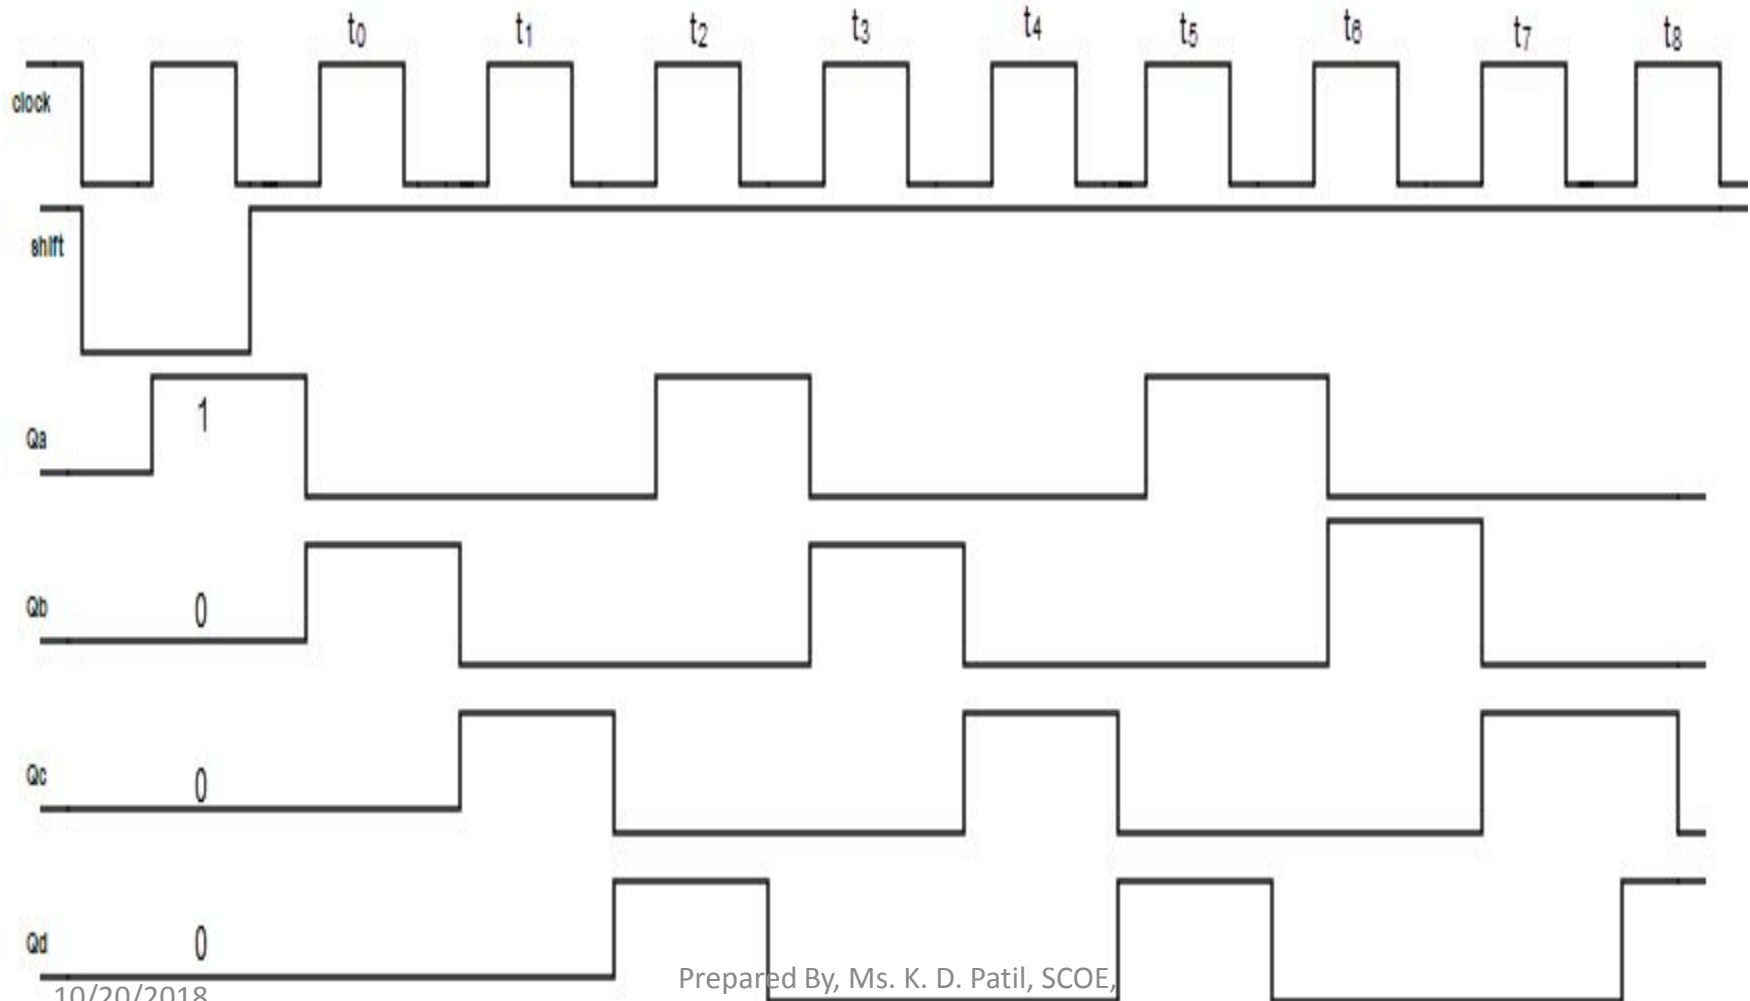 t0 t1 t2 t3 t4 t5 t6 t7 t8
clock
shift
1
Qa
Qb 0
Qc 0
Qd 0
Prepared By, Ms. K. D. Patil, SCOE,
10/20/2018